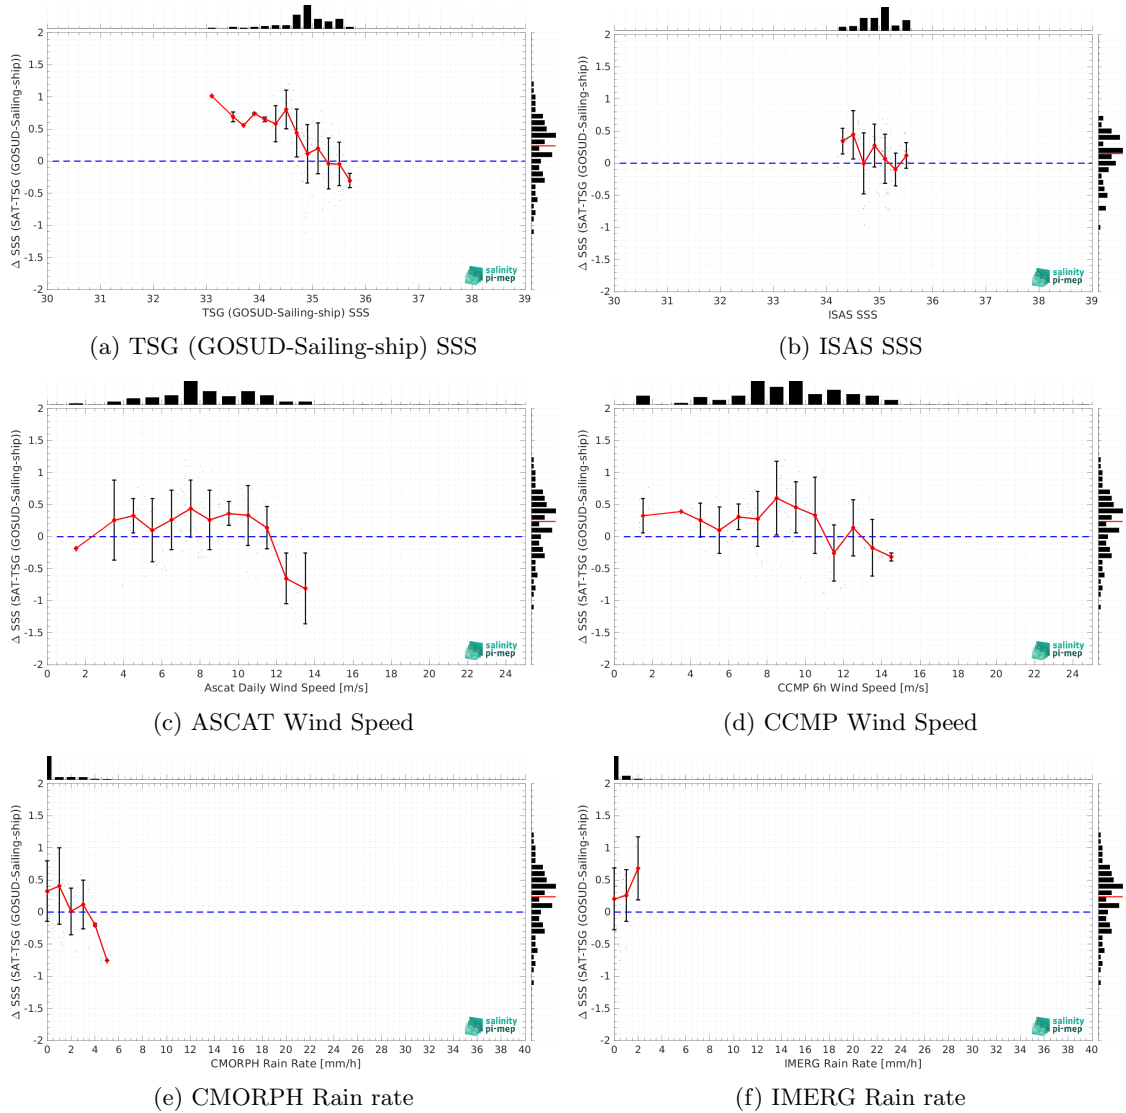 2
1.5
1
0.5
0
-0.5
-1
-1.5
-2
Δ SSS (SAT-TSG (GOSUD-Sailing-ship))
salinity
pi-mep
30 31 32 33 34 35 36 37 38 39
TSG (GOSUD-Sailing-ship) SSS
(a) TSG (GOSUD-Sailing-ship) SSS
2
1.5
1
0.5
0
-0.5
-1
-1.5
-2
Δ SSS (SAT-TSG (GOSUD-Sailing-ship))
salinity
pi-mep
30 31 32 33 34 35 36 37 38 39
ISAS SSS
(b) ISAS SSS
2
1.5
1
0.5
0
-0.5
-1
-1.5
-2
Δ SSS (SAT-TSG (GOSUD-Sailing-ship))
salinity
pi-mep
0 2 4 6 8 10 12 14 16 18 20 22 24
Ascat Daily Wind Speed [m/s]
(c) ASCAT Wind Speed
2
1.5
1
0.5
0
-0.5
-1
-1.5
-2
Δ SSS (SAT-TSG (GOSUD-Sailing-ship))
salinity
pi-mep
0 2 4 6 8 10 12 14 16 18 20 22 24
CCMP 6h Wind Speed [m/s]
(d) CCMP Wind Speed
2
1.5
1
0.5
0
-0.5
-1
-1.5
-2
Δ SSS (SAT-TSG (GOSUD-Sailing-ship))
salinity
pi-mep
0 2 4 6 8 10 12 14 16 18 20 22 24 26 28 30 32 34 36 38 40
CMORPH Rain Rate [mm/h]
(e) CMORPH Rain rate
2
1.5
1
0.5
0
-0.5
-1
-1.5
-2
Δ SSS (SAT-TSG (GOSUD-Sailing-ship))
salinity
pi-mep
0 2 4 6 8 10 12 14 16 18 20 22 24 26 28 30 32 34 36 38 40
IMERG Rain Rate [mm/h]
(f) IMERG Rain rate